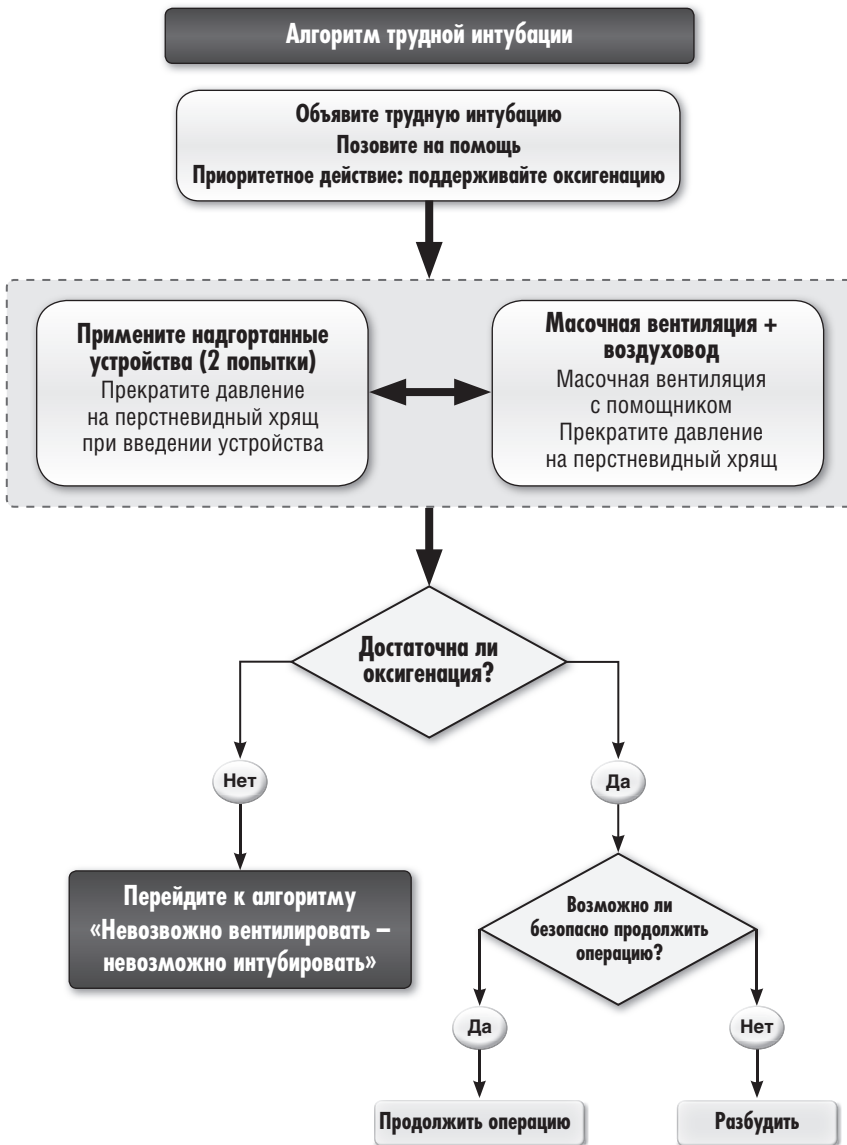 Алгоритм трудной интубации
Объявите трудную интубацию
Позовите на помощь
Приоритетное действие: поддерживайте оксигенацию
Примените надгортанные
устройства (2 попытки)
Прекратите давление
на перстневидный хрящ
при введении устройства
Масочная вентиляция +
воздуховод
Масочная вентиляция
с помощником
Прекратите давление
на перстневидный хрящ
Достаточна ли
оксигенация?
Нет
Да
Перейдите к алгоритму
«Невозвожно вентилировать –
невозможно интубировать»
Возможно ли
безопасно продолжить
операцию?
Да
Нет
Продолжить операцию
Разбудить